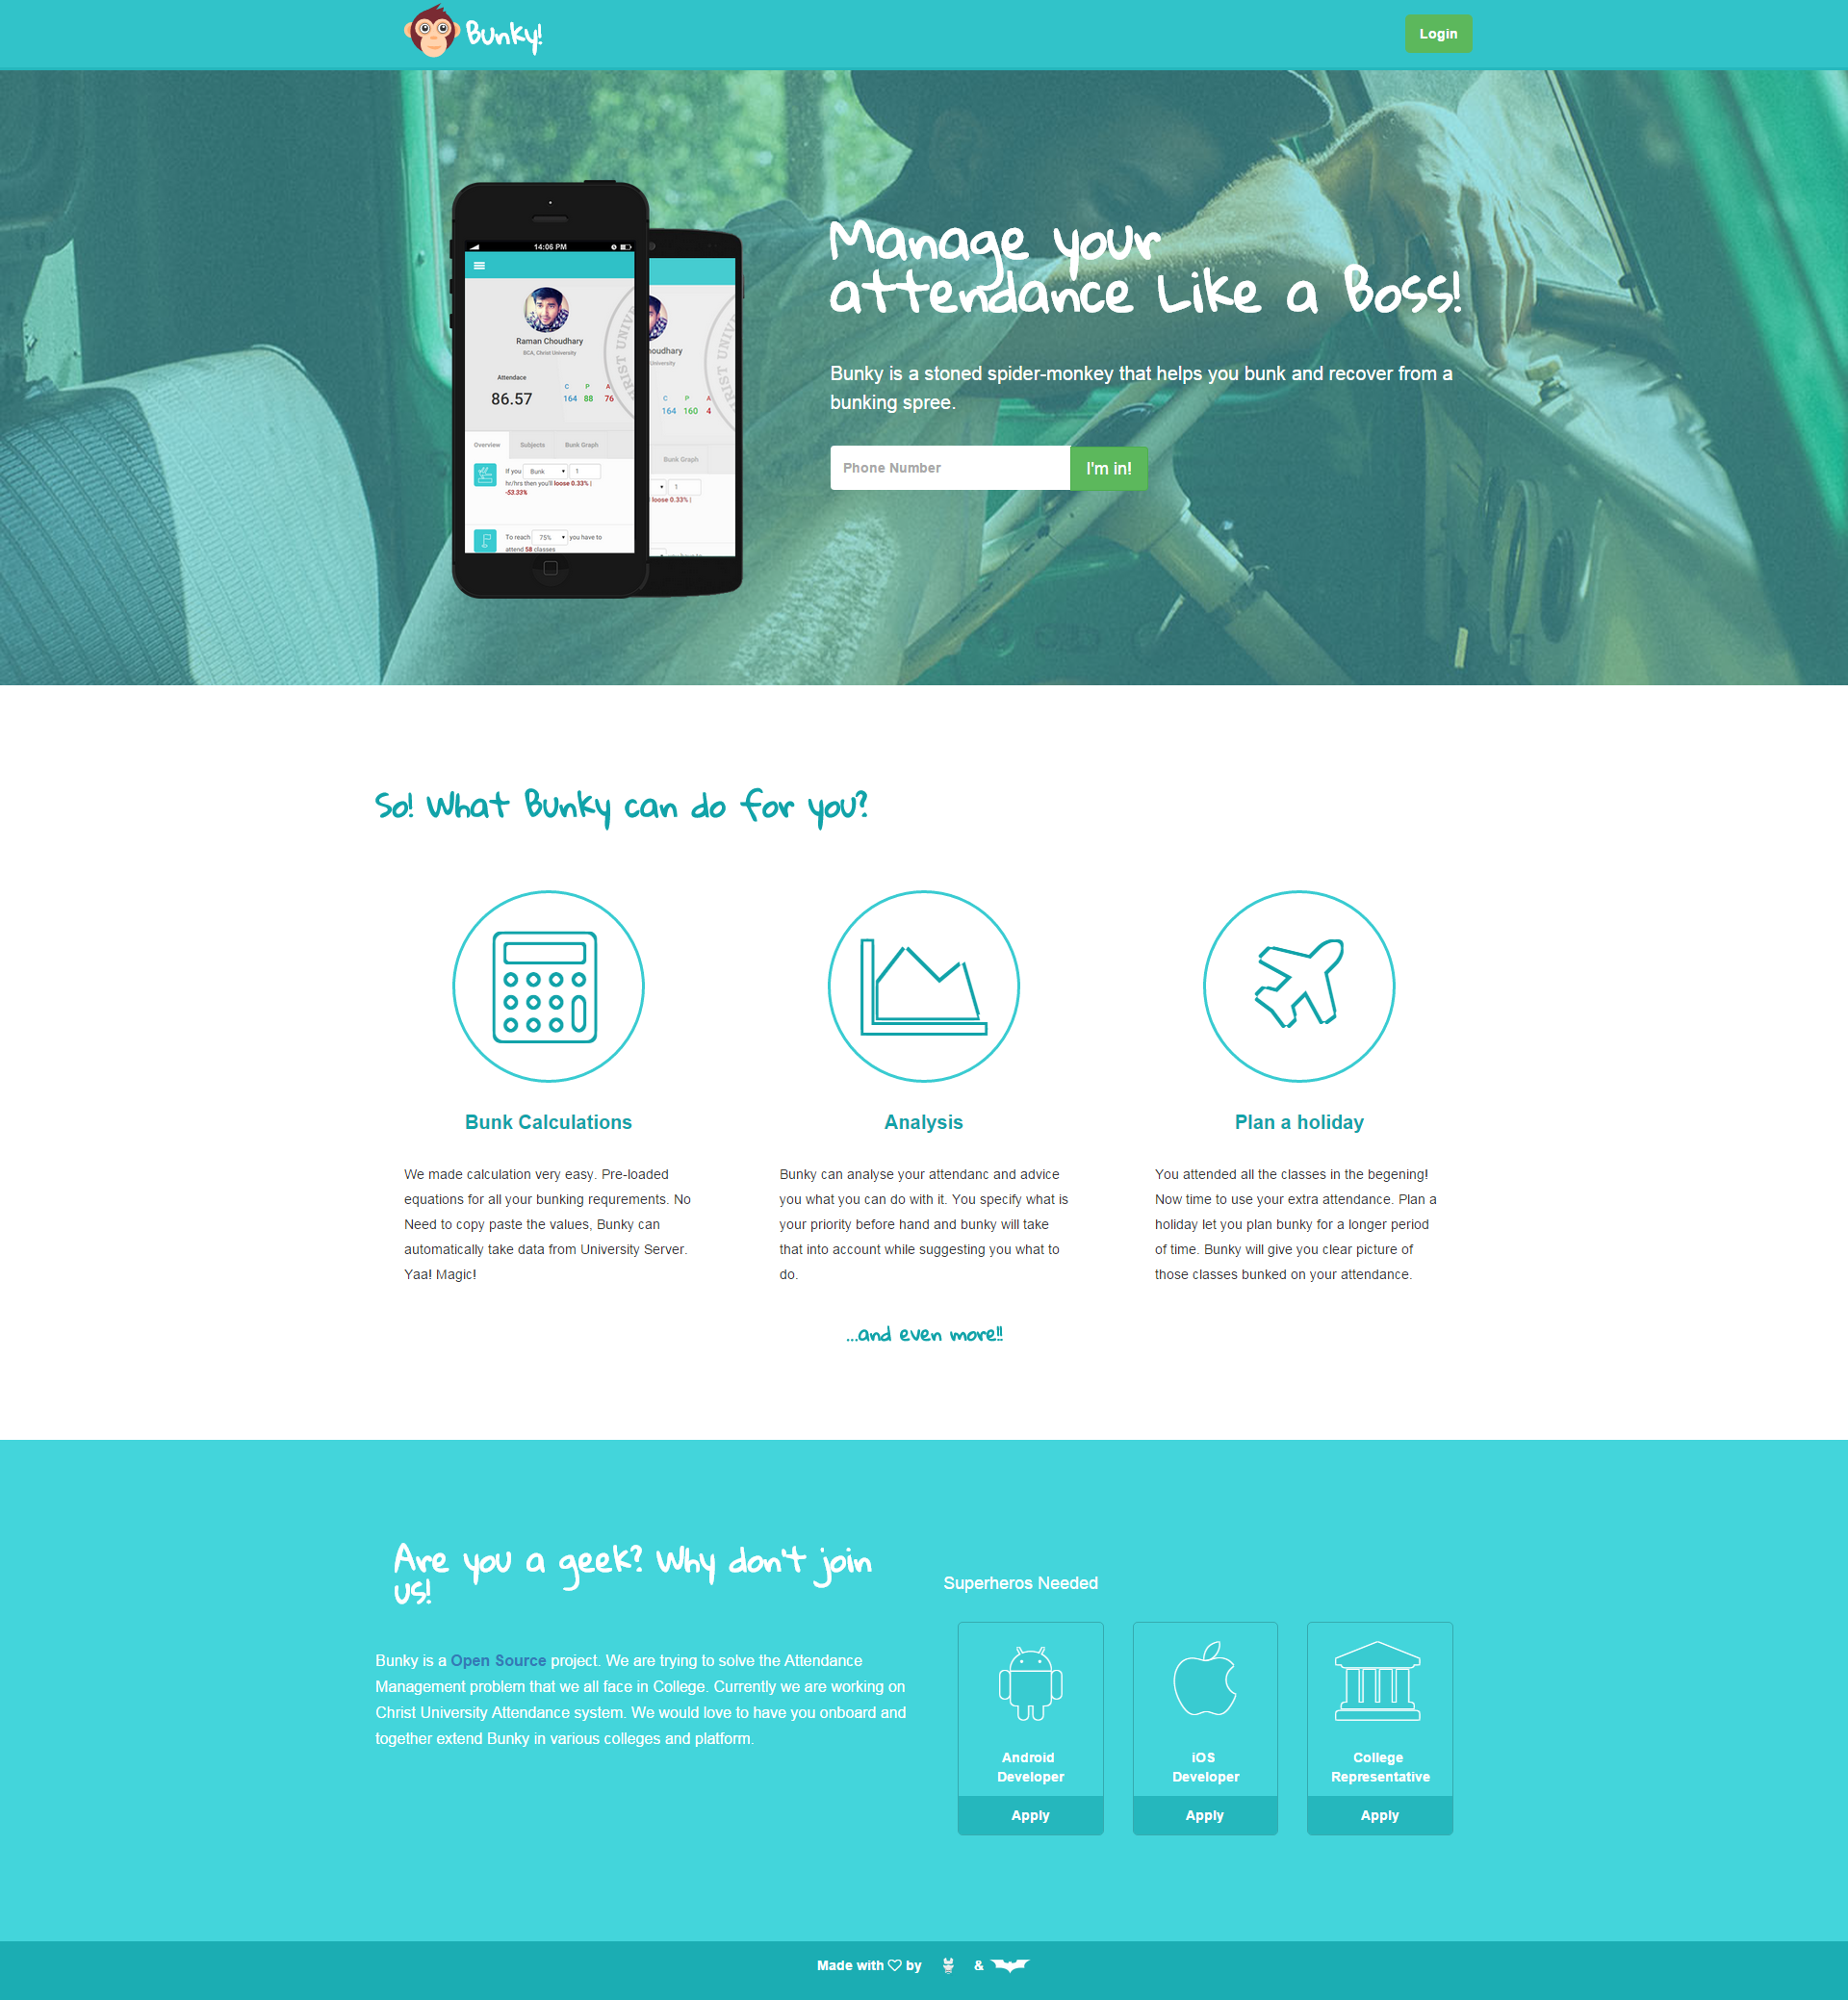 Bunky!
Login
Manage your
attendance Like a Boss!
Bunky is a stoned spider-monkey that helps you bunk and recover from a
bunking spree.
Phone Number
I'm in!
14:06 PM
Raman Choudhary
BCA, Christ University
Attendace
C P A
86.57
164 88 76
Overview Subjects Bunk Graph
If you Bunk 1
hr/hrs then you'll loose 0.33% |
-53.33%
To reach 75% you have to
attend 58 classes
C P A
164 160 4
Bunk Graph
1
loose 0.33% |
So! What Bunky can do for you?
Bunk Calculations
We made calculation very easy. Pre-loaded
equations for all your bunking requrements. No
Need to copy paste the values, Bunky can
automatically take data from University Server.
Yaa! Magic!
Analysis
Bunky can analyse your attendanc and advice
you what you can do with it. You specify what is
your priority before hand and bunky will take
that into account while suggesting you what to
do.
Plan a holiday
You attended all the classes in the begening!
Now time to use your extra attendance. Plan a
holiday let you plan bunky for a longer period
of time. Bunky will give you clear picture of
those classes bunked on your attendance.
...and even more!!
Are you a geek? Why don't join
us!
Bunky is a Open Source project. We are trying to solve the Attendance
Management problem that we all face in College. Currently we are working on
Christ University Attendance system. We would love to have you onboard and
together extend Bunky in various colleges and platform.
Superheros Needed
Android
Developer
Apply
iOS
Developer
Apply
College
Representative
Apply
Made with by &